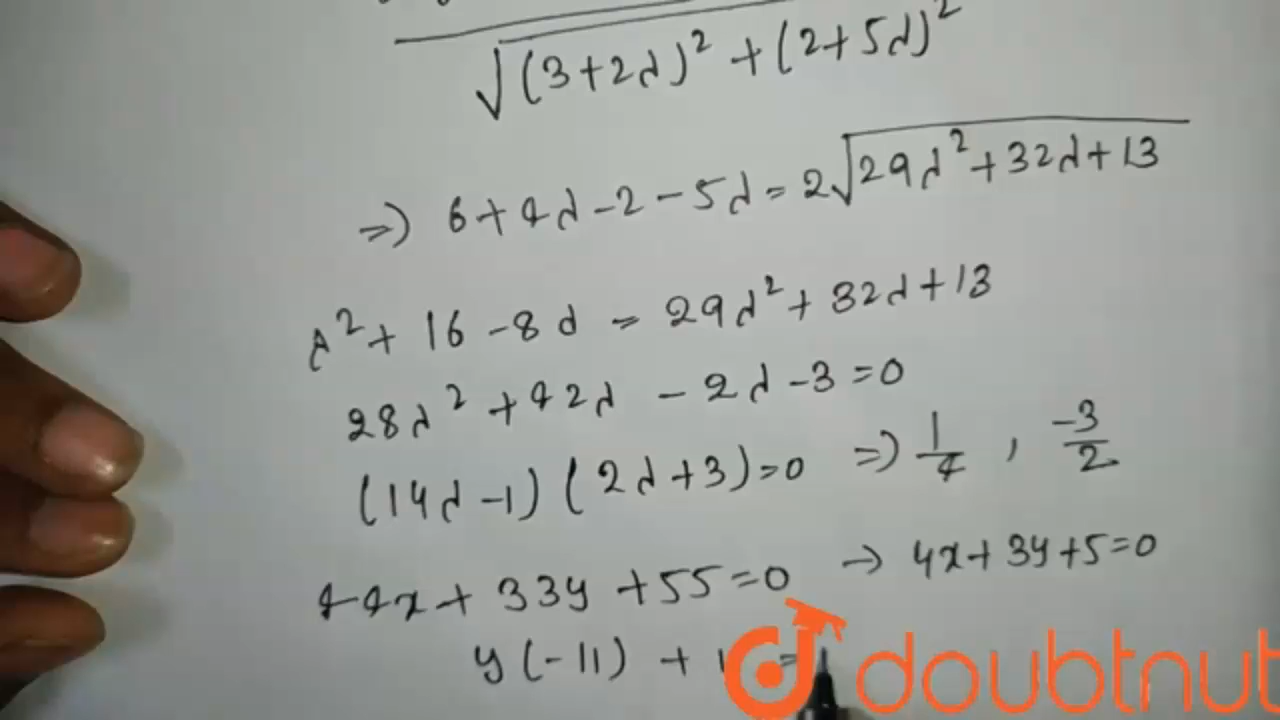 √(3+2λ)² + (2+5λ)²
=> 6+4λ-2-5λ = 2√29λ²+32λ+13
λ²+16-8λ = 29λ²+32λ+13
28λ²+42λ-2λ-3=0
(14λ-1)(2λ+3)=0 => 1/4, -3/2
44x+33y+55=0 → 4x+3y+5=0
y(-11)+1 =
doubtnut